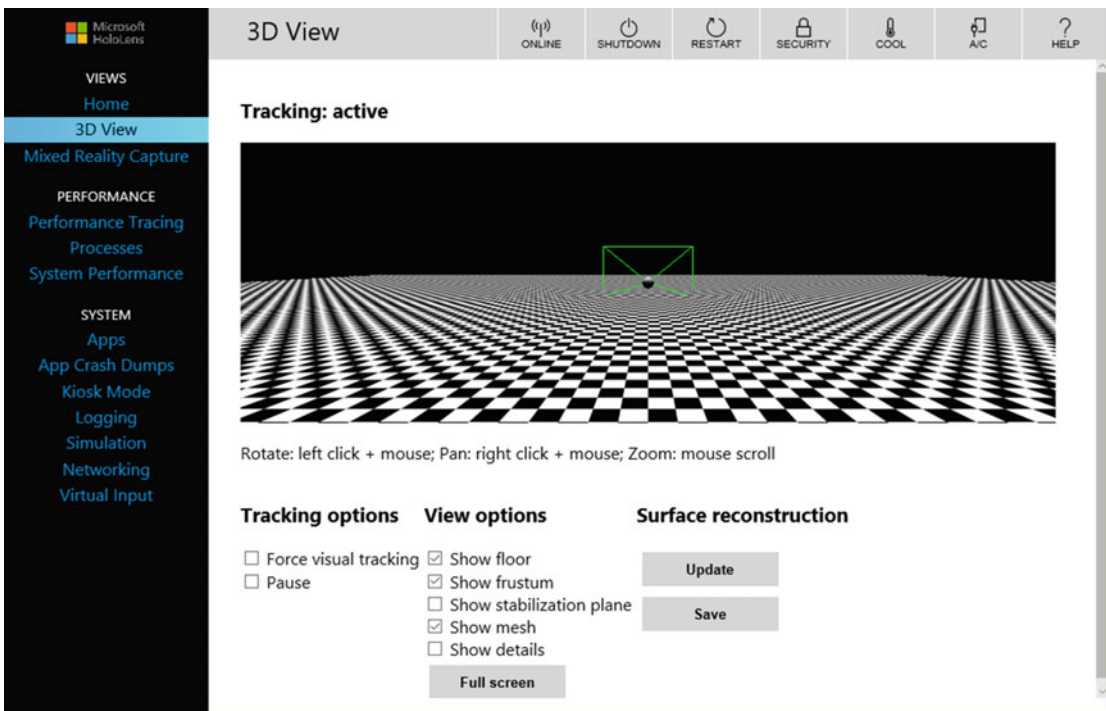 Microsoft
HoloLens
3D View
ONLINE
SHUTDOWN
RESTART
SECURITY
COOL
A/C
HELP
VIEWS
Home
3D View
Mixed Reality Capture
PERFORMANCE
Performance Tracing
Processes
System Performance
SYSTEM
Apps
App Crash Dumps
Kiosk Mode
Logging
Simulation
Networking
Virtual Input
Tracking: active
Rotate: left click + mouse; Pan: right click + mouse; Zoom: mouse scroll
Tracking options
Force visual tracking
Pause
View options
Show floor
Show frustum
Show stabilization plane
Show mesh
Show details
Full screen
Surface reconstruction
Update
Save